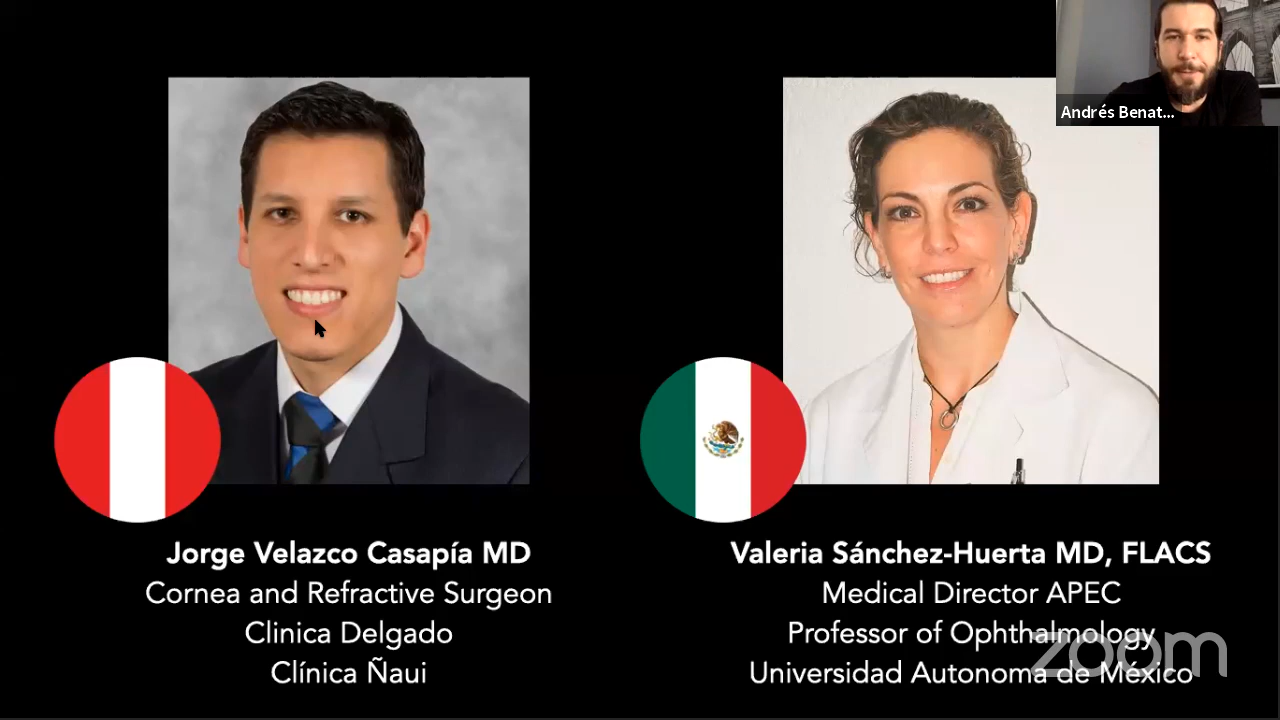 Andrés Benat...
Jorge Velazco Casapía MD
Cornea and Refractive Surgeon
Clinica Delgado
Clínica Ñaui
Valeria Sánchez-Huerta MD, FLACS
Medical Director APEC
Professor of Ophthalmology
Universidad Autonoma de México
zoom